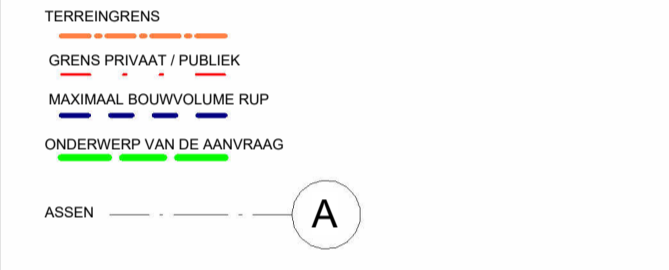 TERREINGRENS
GRENS PRIVAAT / PUBLIEK
MAXIMAAL BOUWVOLUME RUP
ONDERWERP VAN DE AANVRAAG
ASSEN A